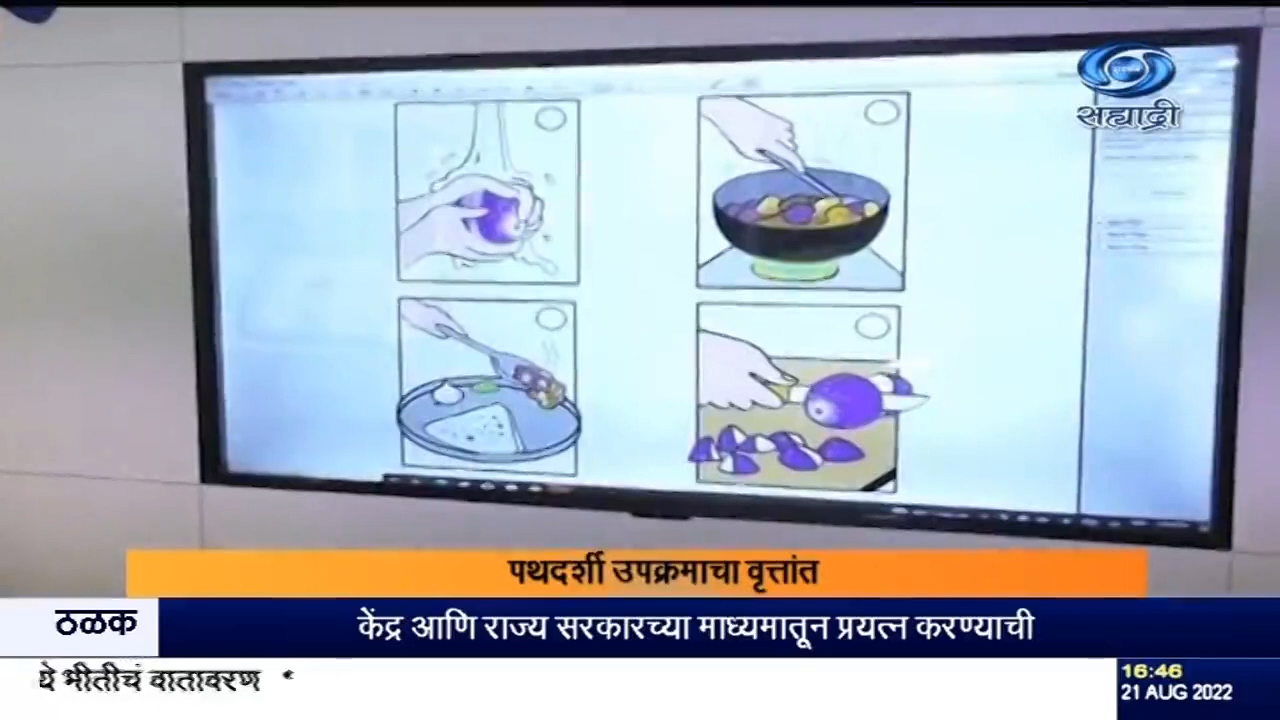 सह्याद्री
पथदर्शी उपक्रमाचा वृत्तांत
ठळक
केंद्र आणि राज्य सरकारच्या माध्यमातून प्रयत्न करण्याची
धे भीतीचं वातावरण *
16:46
21 AUG 2022